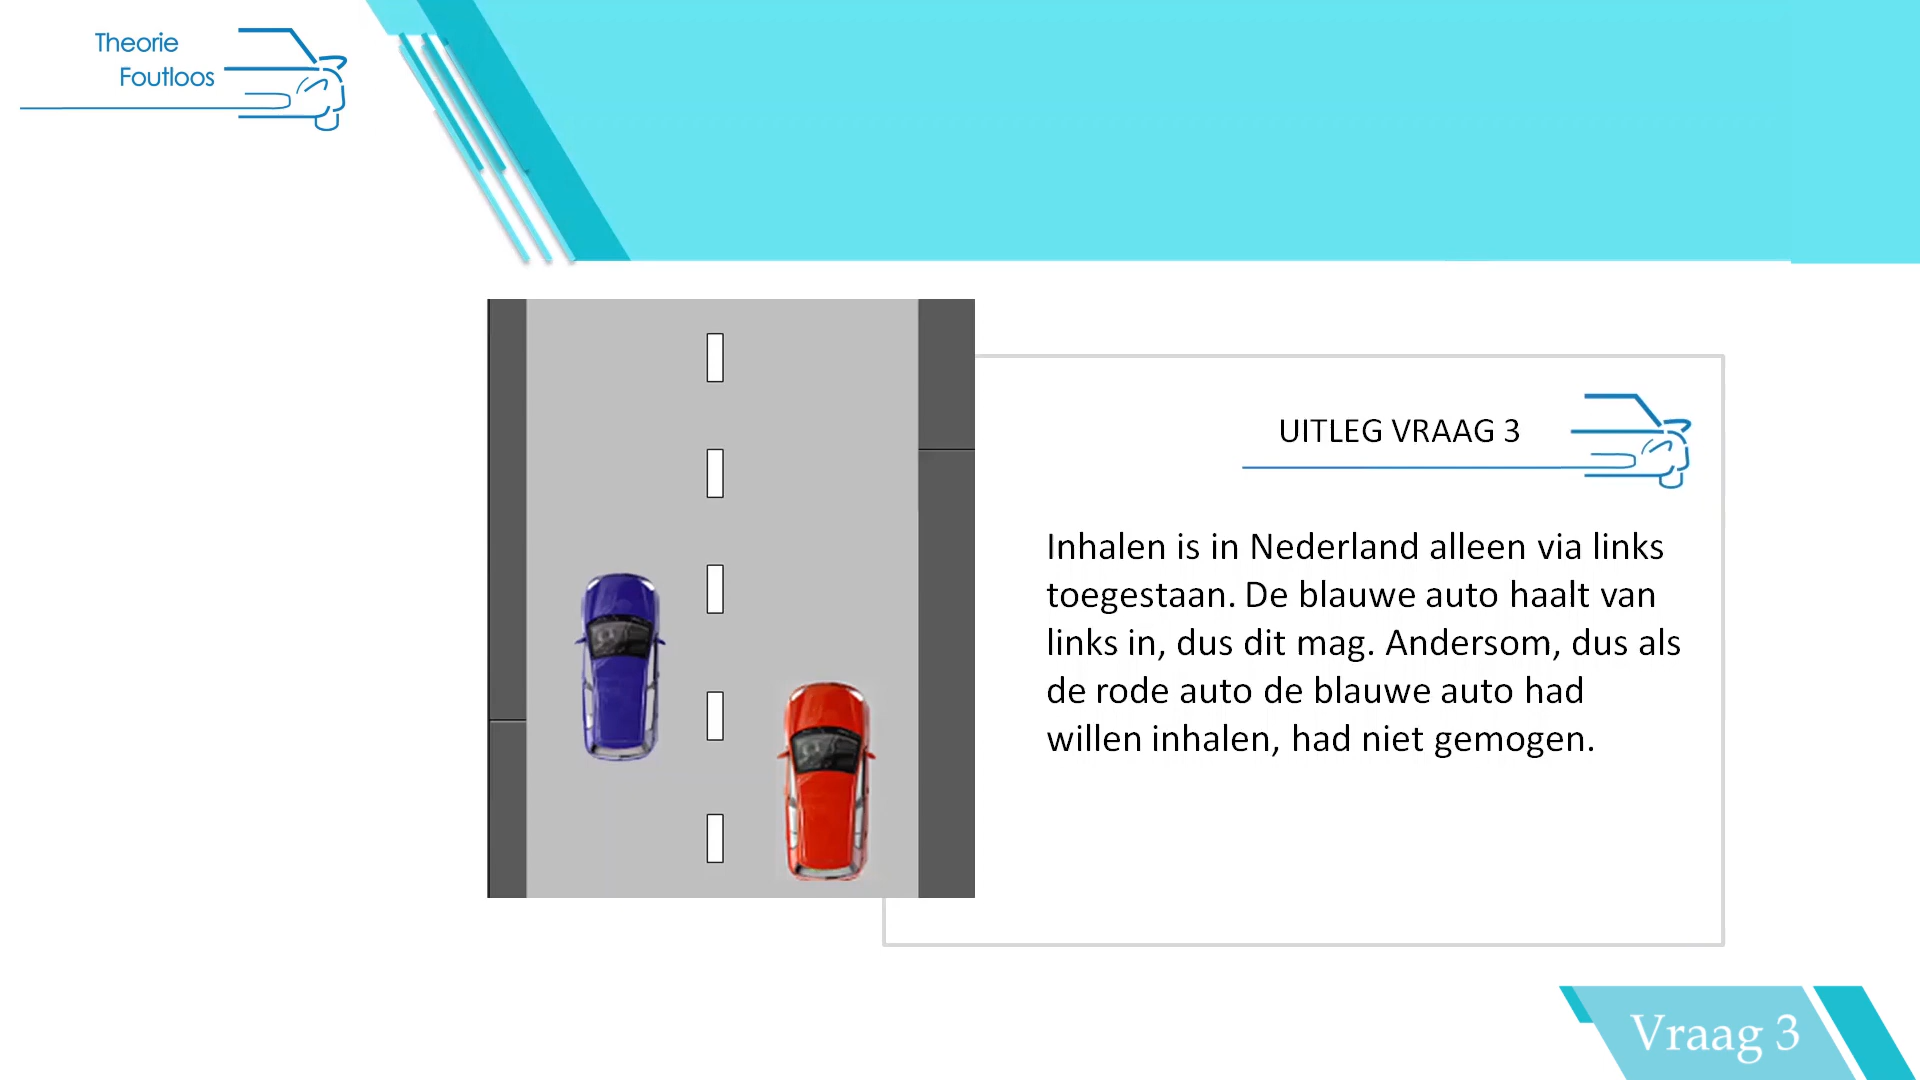 Theorie
Foutloos
UITLEG VRAAG 3
Inhalen is in Nederland alleen via links
toegestaan. De blauwe auto haalt van
links in, dus dit mag. Andersom, dus als
de rode auto de blauwe auto had
willen inhalen, had niet gemogen.
Vraag 3